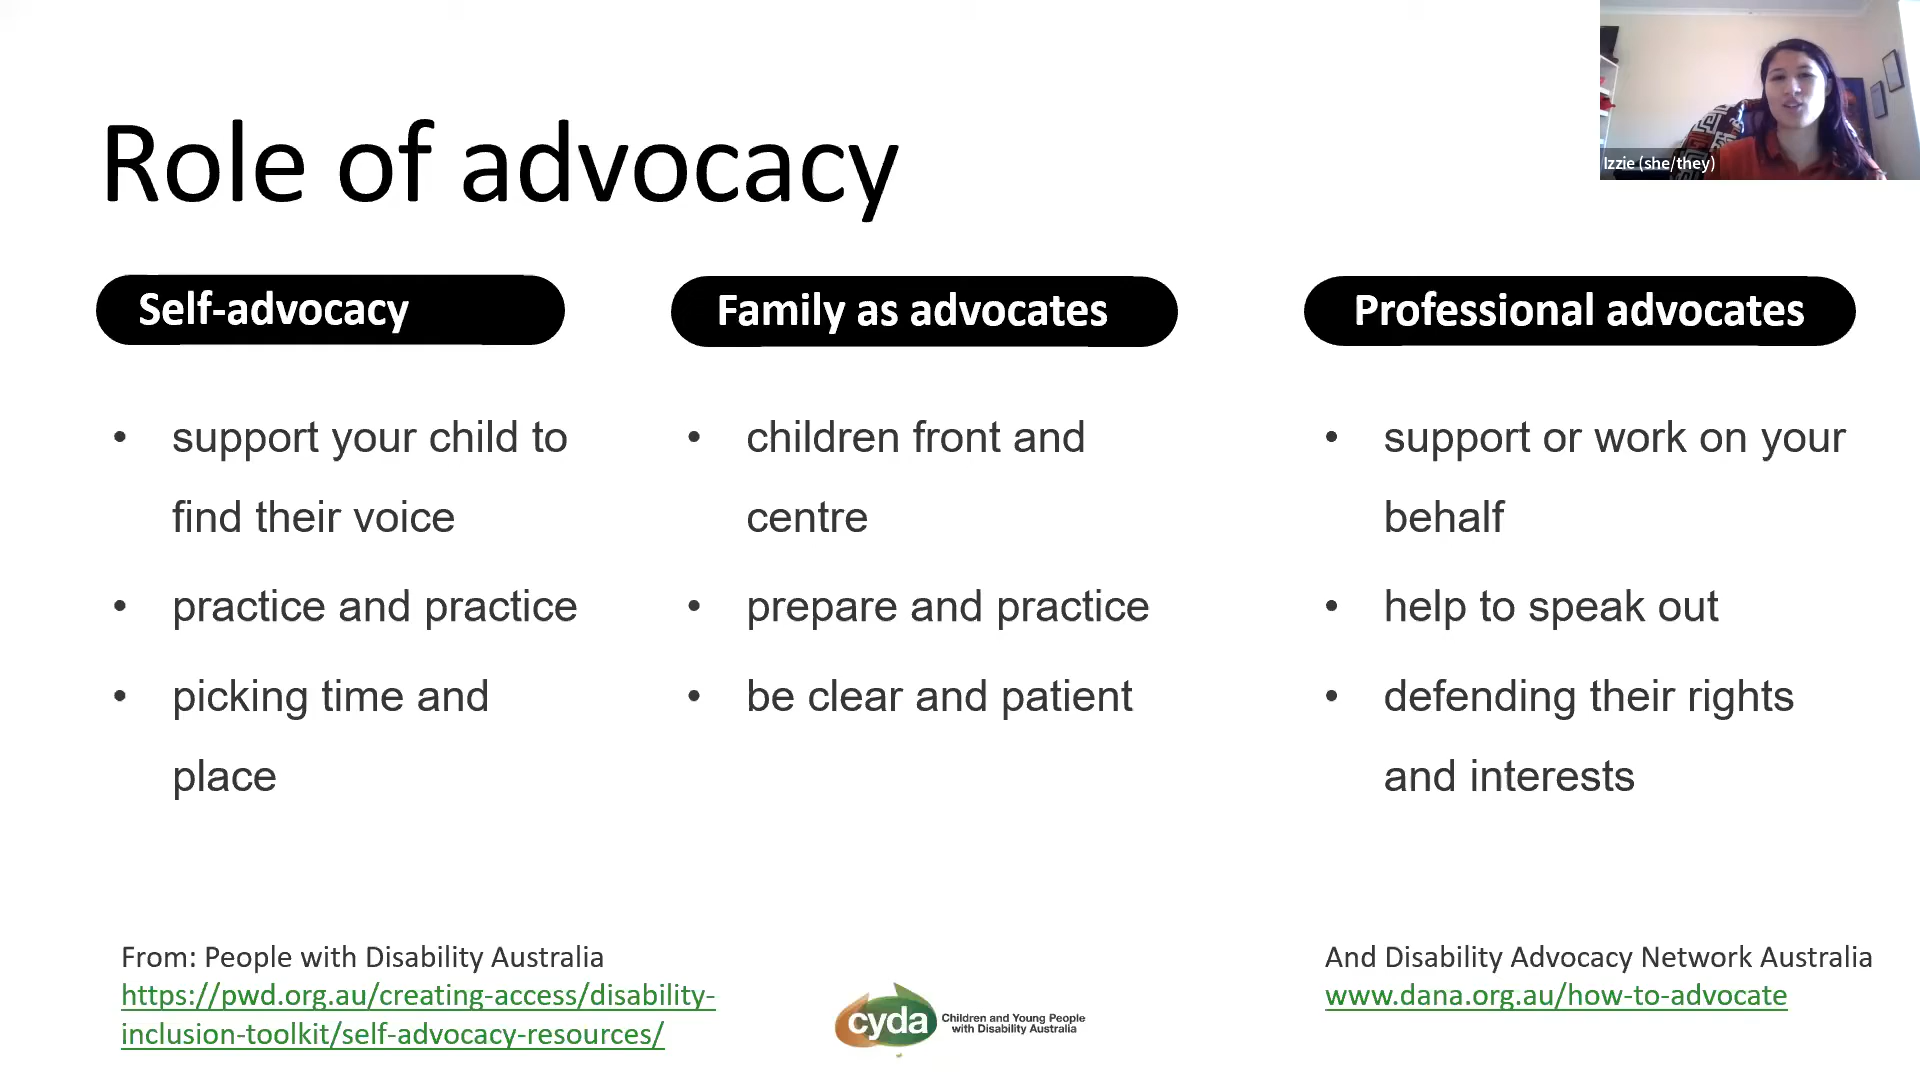 Role of advocacy
Izzie (she/they)
Self-advocacy
• support your child to
find their voice
• practice and practice
• picking time and
place
Family as advocates
• children front and
centre
• prepare and practice
• be clear and patient
Professional advocates
• support or work on your
behalf
• help to speak out
• defending their rights
and interests
From: People with Disability Australia
https://pwd.org.au/creating-access/disability-
inclusion-toolkit/self-advocacy-resources/
cyda
Children and Young People
with Disability Australia
And Disability Advocacy Network Australia
www.dana.org.au/how-to-advocate